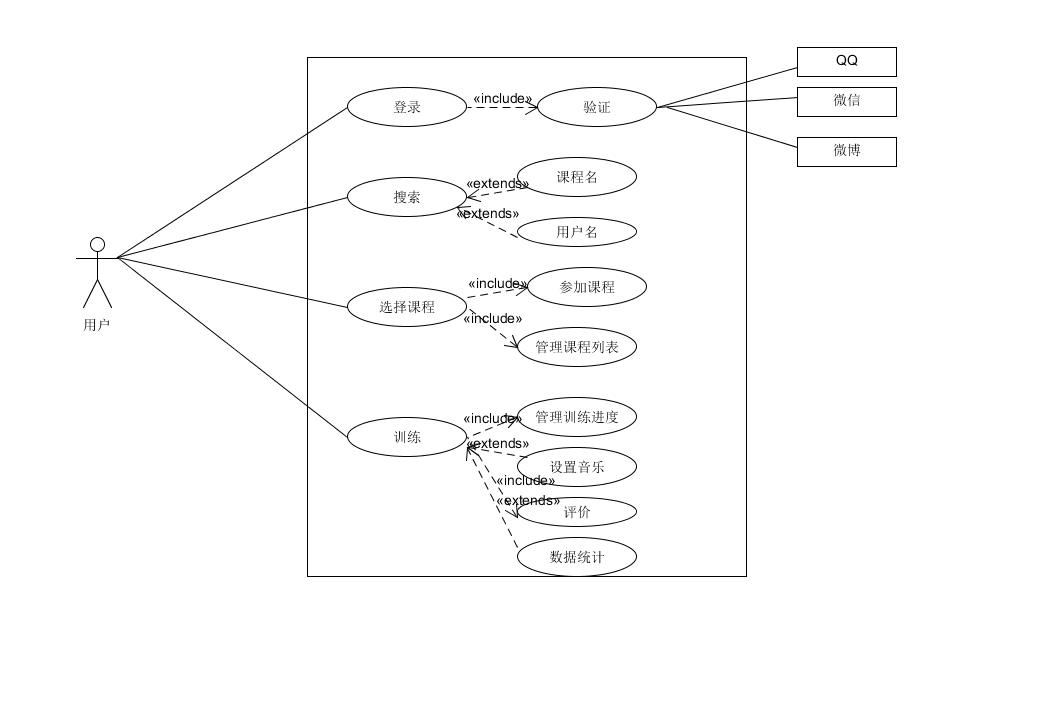 QQ
登录
«include»
验证
微信
微博
搜索
«extends»
课程名
«extends»
用户名
用户
选择课程
«include»
参加课程
«include»
管理课程列表
训练
«include»
管理训练进度
«extends»
设置音乐
«include»
«extends»
评价
数据统计